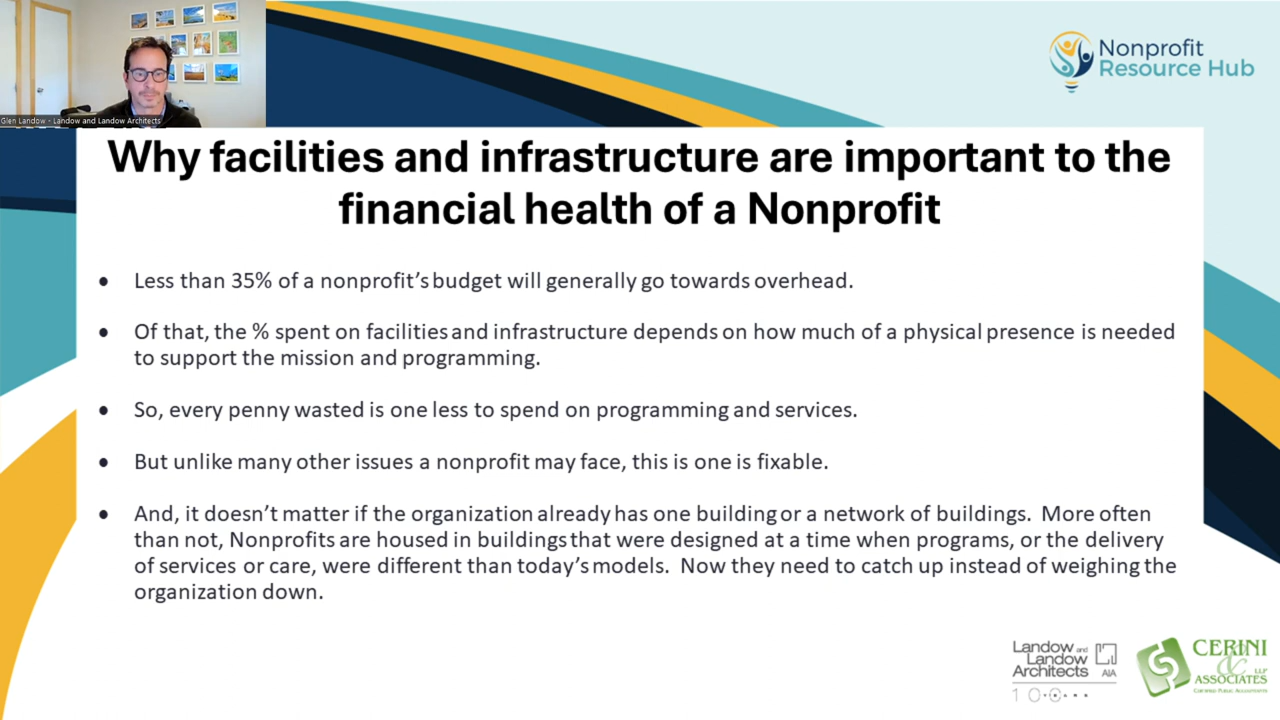 Glen Landow - Landow and Landow Architects
Nonprofit
Resource Hub
Why facilities and infrastructure are important to the
financial health of a Nonprofit
• Less than 35% of a nonprofit's budget will generally go towards overhead.
• Of that, the % spent on facilities and infrastructure depends on how much of a physical presence is needed
to support the mission and programming.
• So, every penny wasted is one less to spend on programming and services.
• But unlike many other issues a nonprofit may face, this is one is fixable.
• And, it doesn't matter if the organization already has one building or a network of buildings. More often
than not, Nonprofits are housed in buildings that were designed at a time when programs, or the delivery
of services or care, were different than today's models. Now they need to catch up instead of weighing the
organization down.
Landow and
Landow
Architects AIA
CERINI
&
ASSOCIATES LLP
Certified Public Accountants